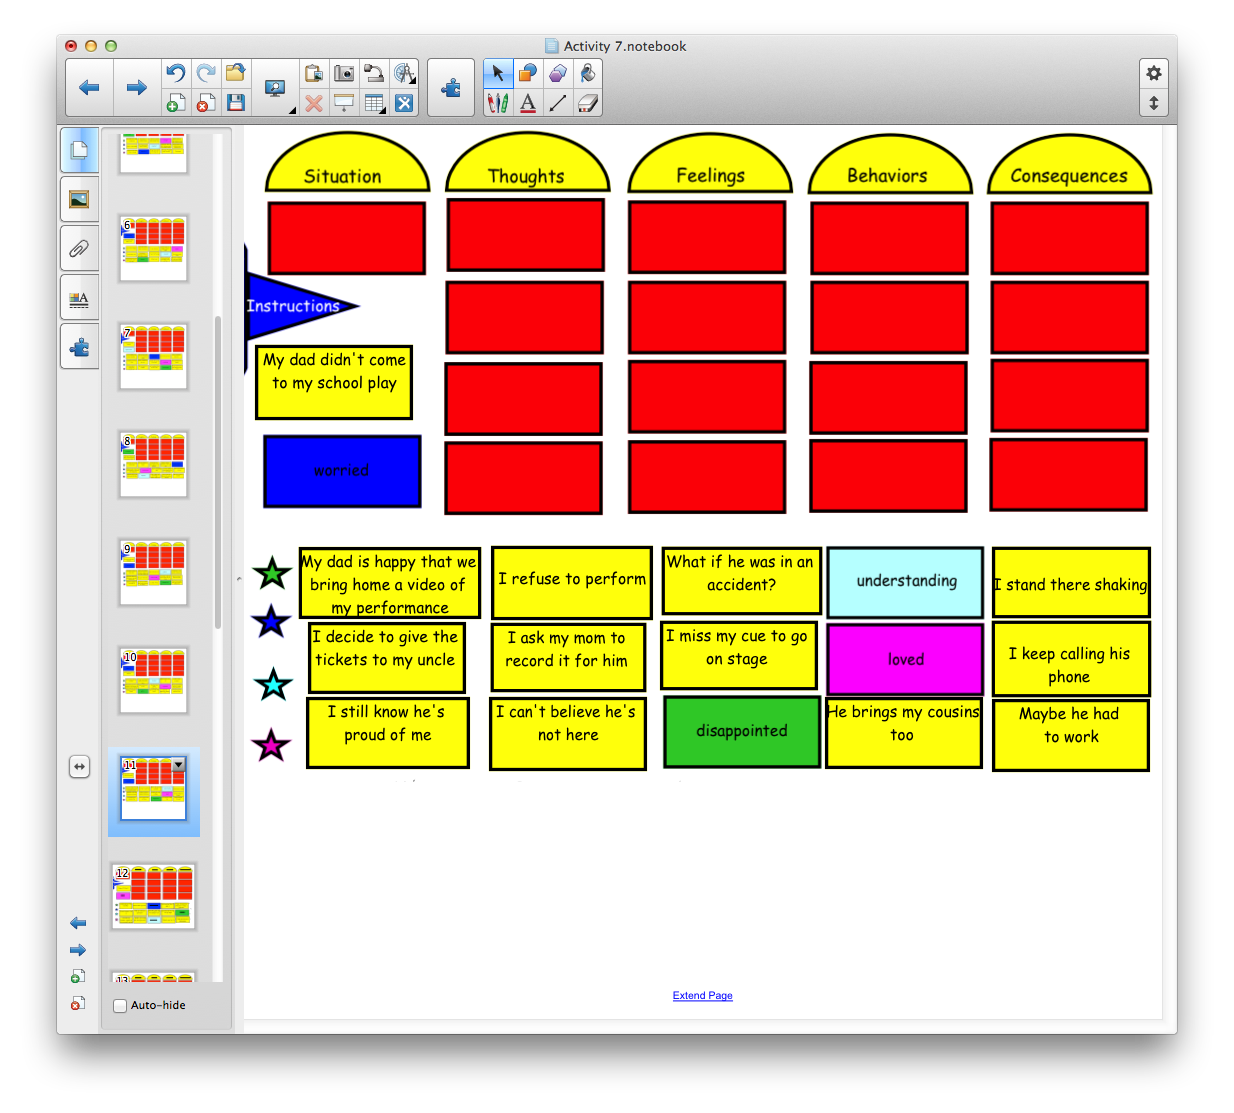 Activity 7.notebook
Situation
Thoughts
Feelings
Behaviors
Consequences
Instructions
My dad didn't come
to my school play
worried
My dad is happy that we
bring home a video of
my performance
I refuse to perform
What if he was in an
accident?
understanding
I stand there shaking
I decide to give the
tickets to my uncle
I ask my mom to
record it for him
I miss my cue to go
on stage
loved
I keep calling his
phone
I still know he's
proud of me
I can't believe he's
not here
disappointed
He brings my cousins
too
Maybe he had
to work
6
7
8
9
10
11
12
13
Auto-hide
Extend Page